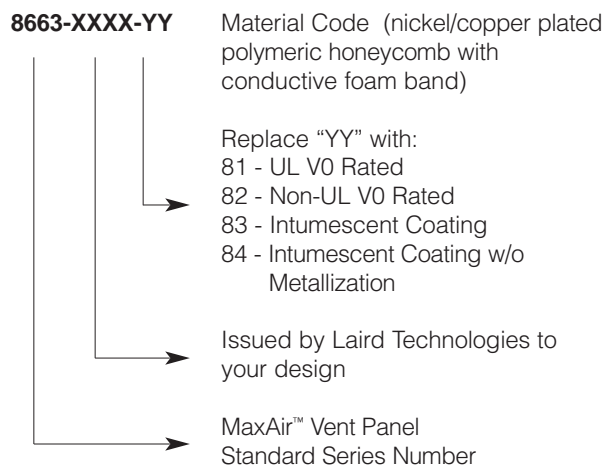 8663-XXXX-YY Material Code (nickel/copper plated
polymeric honeycomb with
conductive foam band)
Replace “YY” with:
81 - UL V0 Rated
82 - Non-UL V0 Rated
83 - Intumescent Coating
84 - Intumescent Coating w/o
Metallization
Issued by Laird Technologies to
your design
MaxAir™ Vent Panel
Standard Series Number